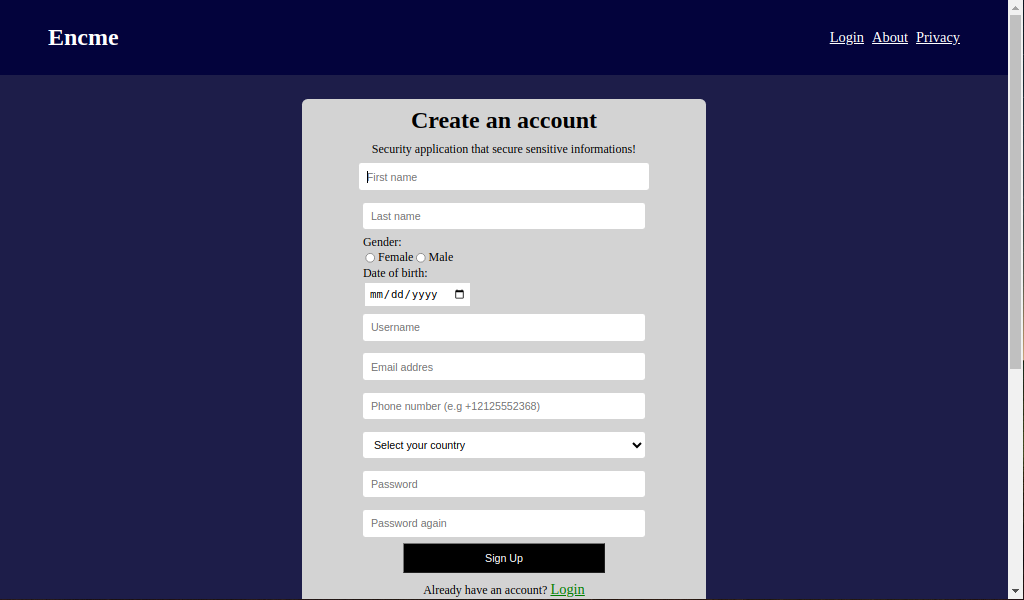 Encme
Login About Privacy
Create an account
Security application that secure sensitive informations!
First name
Last name
Gender:
Female Male
Date of birth:
mm/dd/yyyy
Username
Email addres
Phone number (e.g +12125552368)
Select your country
Password
Password again
Sign Up
Already have an account? Login